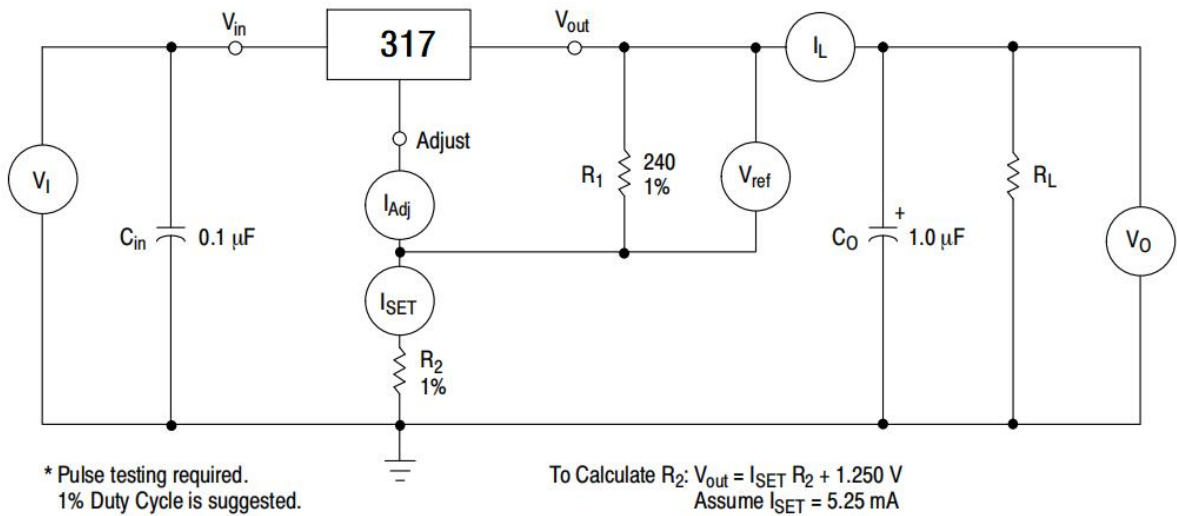 Vin
317
Vout
IL
Adjust
VI
IAdj
R1
240
1%
Vref
RL
Cin
0.1 µF
CO
+
1.0 µF
VO
ISET
R2
1%
* Pulse testing required.
1% Duty Cycle is suggested.
To Calculate R2: Vout = ISET R2 + 1.250 V
Assume ISET = 5.25 mA